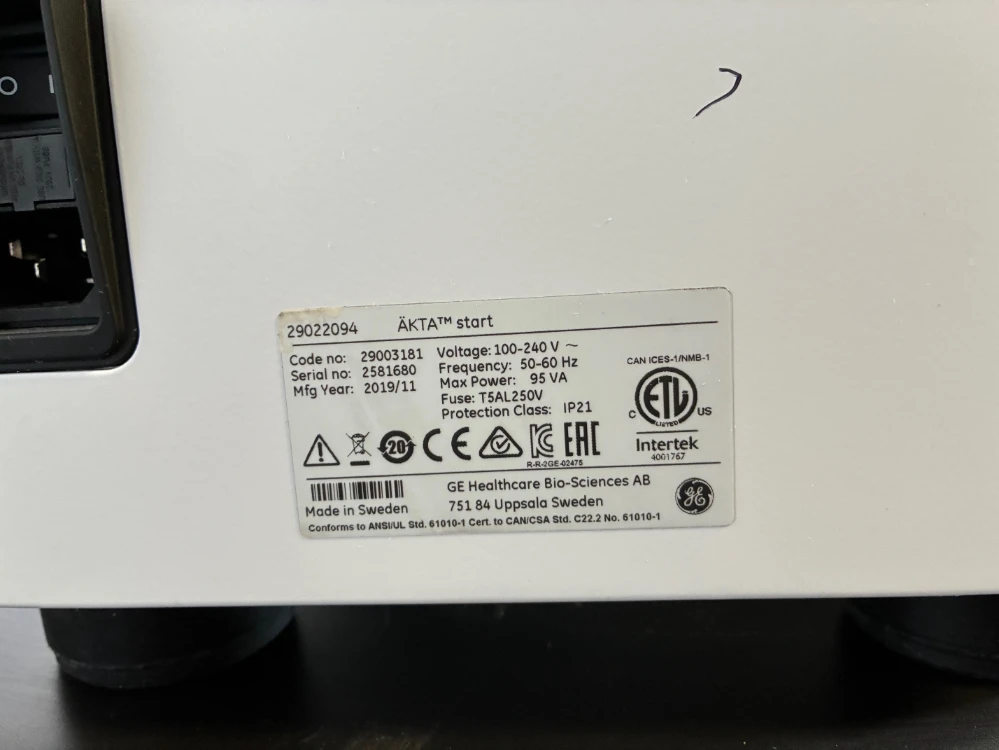 O I
29022094 ÄKTA™ start
Code no: 29003181
Serial no: 2581680
Mfg Year: 2019/11
Voltage: 100-240 V ~
Frequency: 50-60 Hz
Max Power: 95 VA
Fuse: T5AL250V
Protection Class: IP21
CAN ICES-1/NMB-1
ETL
C US
LISTED
Intertek
4001767
20 CE EAC
R-R-2GE-02475
Made in Sweden
GE Healthcare Bio-Sciences AB
751 84 Uppsala Sweden
GE
Conforms to ANSI/UL Std. 61010-1 Cert. to CAN/CSA Std. C22.2 No. 61010-1